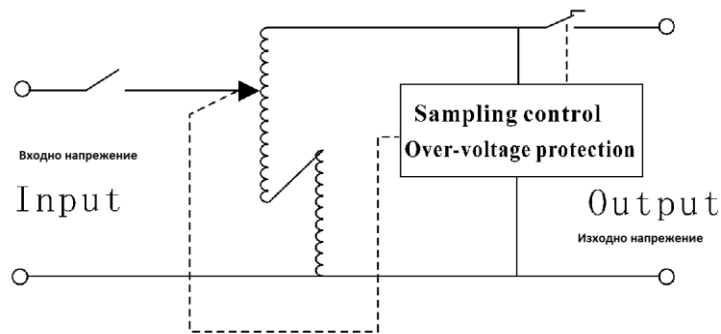 Sampling control
Over-voltage protection
Входно напрежение
Input
Output
Изходно напрежение